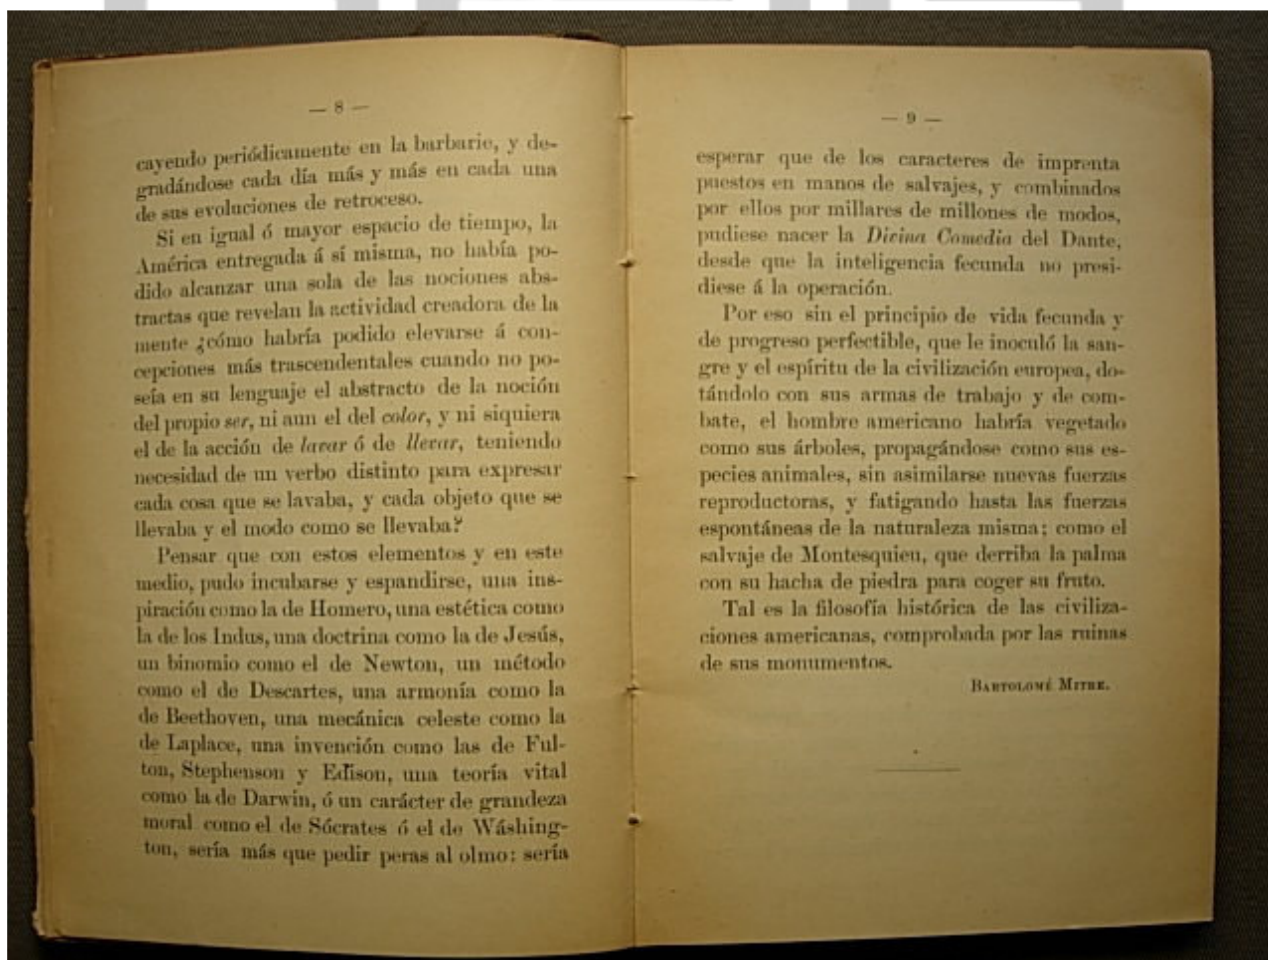 — 8 —
cayendo periódicamente en la barbarie, y de-
gradándose cada día más y más en cada una
de sus evoluciones de retroceso.
Si en igual ó mayor espacio de tiempo, la
América entregada á sí misma, no había po-
dido alcanzar una sola de las nociones abs-
tractas que revelan la actividad creadora de la
mente ¿cómo habría podido elevarse á con-
cepciones más trascendentales cuando no po-
seía en su lenguaje el abstracto de la noción
del propio ser, ni aun el del color, y ni siquiera
el de la acción de lavar ó de llevar, teniendo
necesidad de un verbo distinto para expresar
cada cosa que se lavaba, y cada objeto que se
llevaba y el modo como se llevaba?
Pensar que con estos elementos y en este
medio, pudo incubarse y espandirse, una ins-
piración como la de Homero, una estética como
la de los Indus, una doctrina como la de Jesús,
un binomio como el de Newton, un método
como el de Descartes, una armonía como la
de Beethoven, una mecánica celeste como la
de Laplace, una invención como las de Ful-
ton, Stephenson y Edison, una teoría vital
como la de Darwin, ó un carácter de grandeza
moral como el de Sócrates ó el de Wáshing-
ton, sería más que pedir peras al olmo: sería
— 9 —
esperar que de los caracteres de imprenta
puestos en manos de salvajes, y combinados
por ellos por millares de millones de modos,
pudiese nacer la Divina Comedia del Dante,
desde que la inteligencia fecunda no presi-
diese á la operación.
Por eso sin el principio de vida fecunda y
de progreso perfectible, que le inoculó la san-
gre y el espíritu de la civilización europea, do-
tándolo con sus armas de trabajo y de com-
bate, el hombre americano habría vegetado
como sus árboles, propagándose como sus es-
pecies animales, sin asimilarse nuevas fuerzas
reproductoras, y fatigando hasta las fuerzas
espontáneas de la naturaleza misma; como el
salvaje de Montesquieu, que derriba la palma
con su hacha de piedra para coger su fruto.
Tal es la filosofía histórica de las civiliza-
ciones americanas, comprobada por las ruinas
de sus monumentos.
BARTOLOMÉ MITRE.